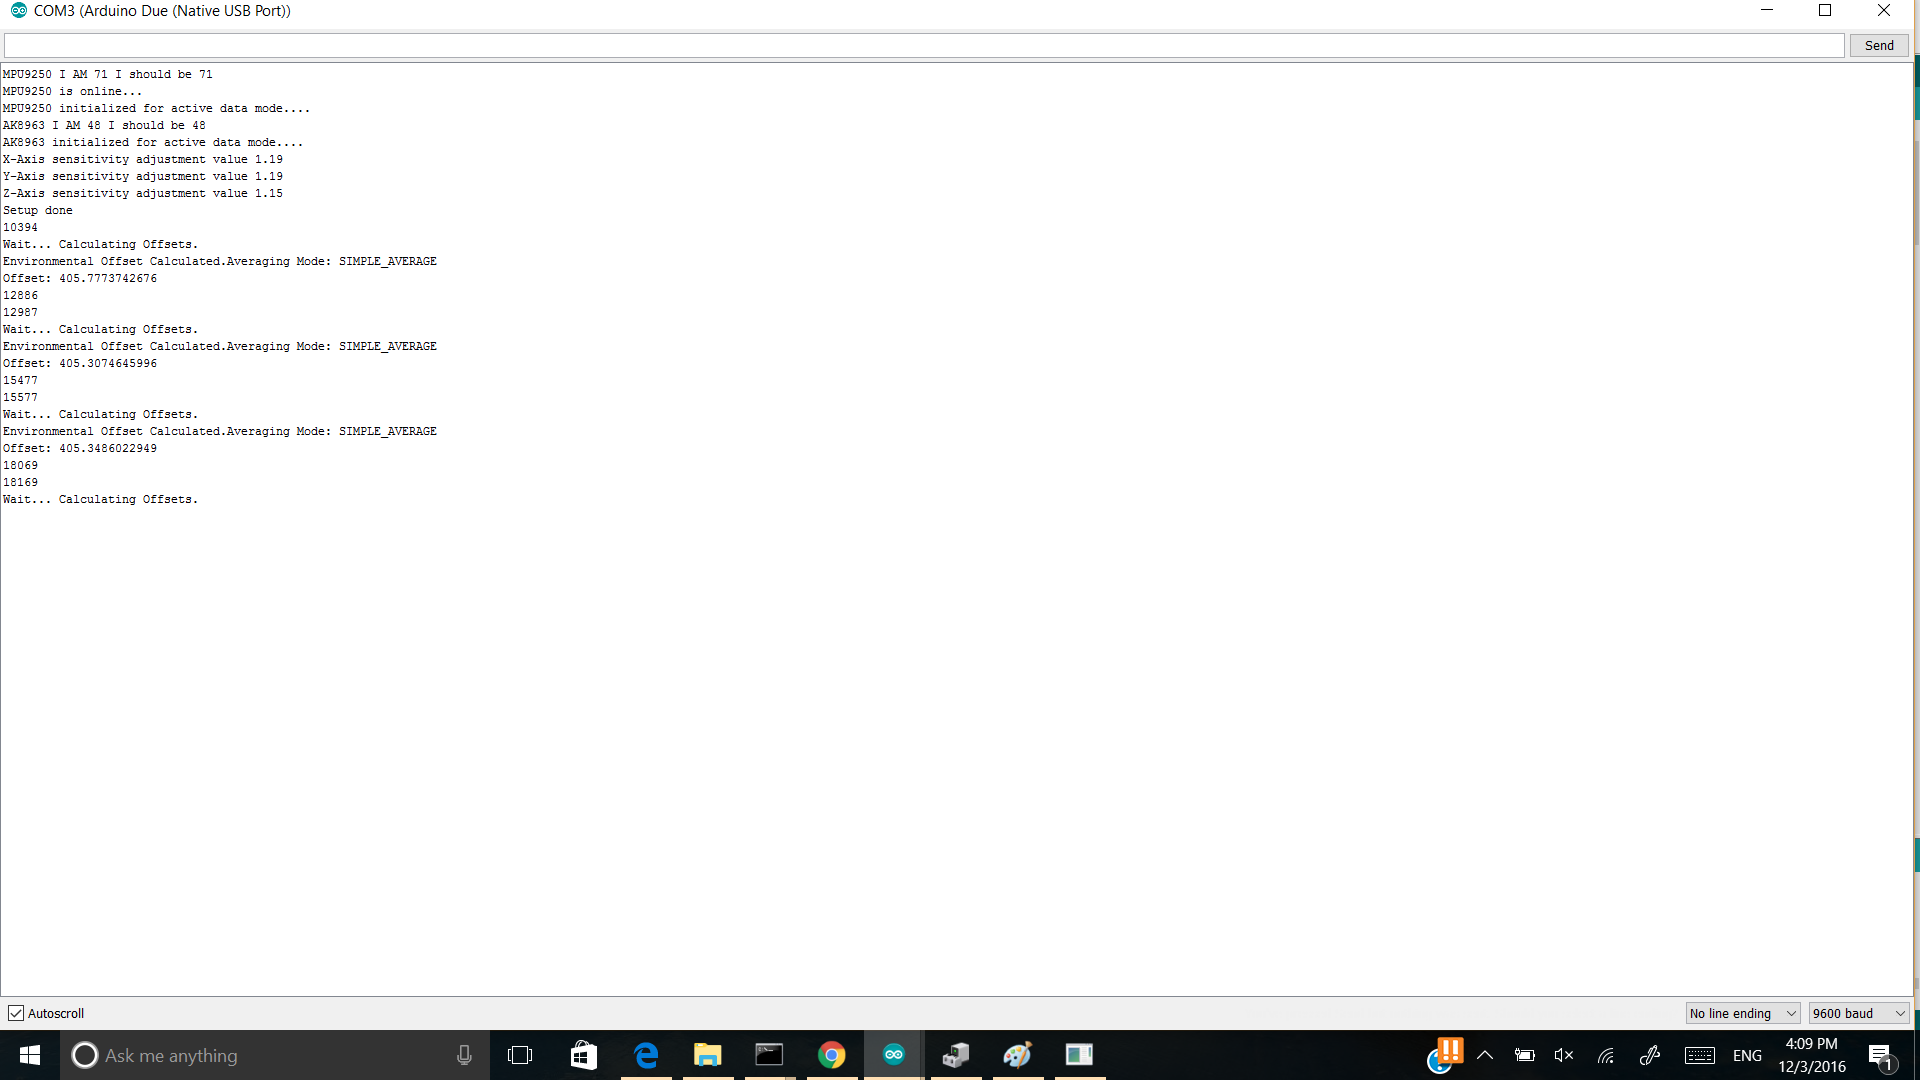 COM3 (Arduino Due (Native USB Port))
Send
MPU9250 I AM 71 I should be 71
MPU9250 is online...
MPU9250 initialized for active data mode....
AK8963 I AM 48 I should be 48
AK8963 initialized for active data mode....
X-Axis sensitivity adjustment value 1.19
Y-Axis sensitivity adjustment value 1.19
Z-Axis sensitivity adjustment value 1.15
Setup done
10394
Wait... Calculating Offsets.
Environmental Offset Calculated.Averaging Mode: SIMPLE_AVERAGE
Offset: 405.7773742676
12886
12987
Wait... Calculating Offsets.
Environmental Offset Calculated.Averaging Mode: SIMPLE_AVERAGE
Offset: 405.3074645996
15477
15577
Wait... Calculating Offsets.
Environmental Offset Calculated.Averaging Mode: SIMPLE_AVERAGE
Offset: 405.3486022949
18069
18169
Wait... Calculating Offsets.
Autoscroll
No line ending
9600 baud
Ask me anything
ENG
4:09 PM
12/3/2016
1